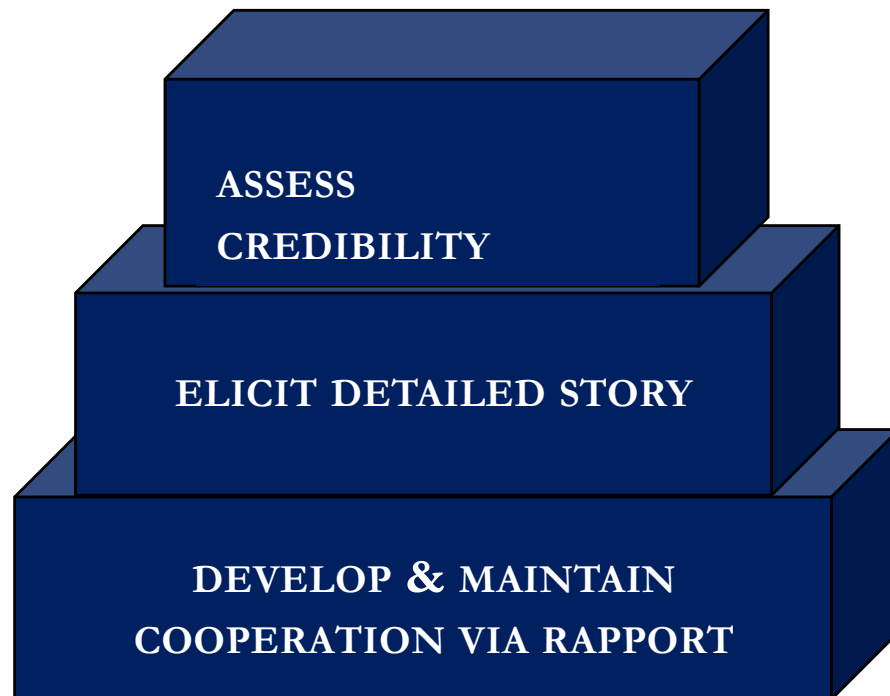 ASSESS
CREDIBILITY
ELICIT DETAILED STORY
DEVELOP & MAINTAIN
COOPERATION VIA RAPPORT